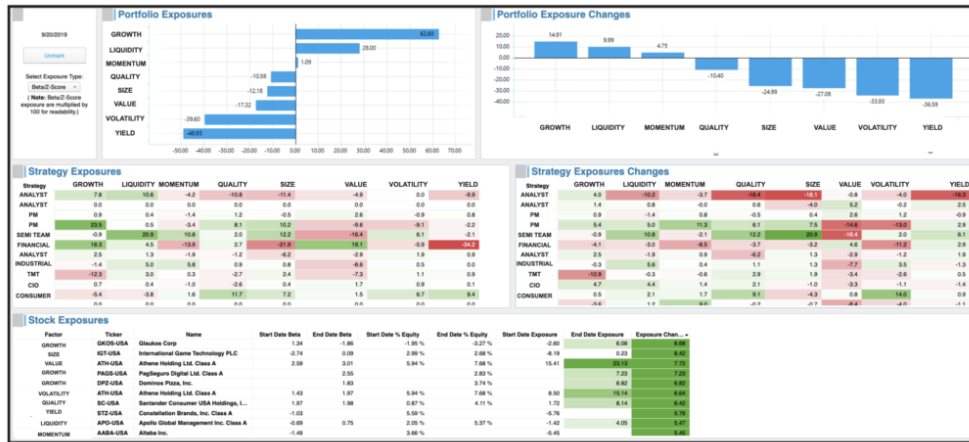 Portfolio Exposures
Portfolio Exposure Changes
9/20/2019
Unmark
Select Exposure Type:
Beta/Z-Score
( Note: Beta/Z-Score
exposure are multiplied by
100 for readability.)
GROWTH 62.60
LIQUIDITY 28.00
MOMENTUM 1.09
QUALITY -10.58
SIZE -12.18
VALUE -17.32
VOLATILITY -39.60
YIELD
-50.00 -40.00 -30.00 -20.00 -10.00 0.00 10.00 20.00 30.00 40.00 50.00 60.00 70.00
20.00
10.00
0.00
-10.00
-20.00
-30.00
-40.00
14.91 9.99 4.75 -10.40 -24.99 -27.08
GROWTH LIQUIDITY MOMENTUM QUALITY SIZE VALUE VOLATILITY YIELD
Strategy Exposures
Strategy GROWTH LIQUIDITY MOMENTUM QUALITY SIZE VALUE VOLATILITY YIELD
ANALYST 7.8 10.6 -4.2 -10.8 -11.4 -4.9 0.0 -9.9
ANALYST 0.0 0.0 0.0 0.0 0.0 0.0 0.0 0.0
PM 0.9 0.4 -1.4 1.2 -0.5 2.6 -0.9 0.8
PM 23.5 0.5 -3.4 8.1 10.2 -9.6 -9.1 -2.2
SEMI TEAM -0.9 20.9 10.8 2.0 12.2 -16.4 6.1 -2.1
FINANCIAL 18.3 4.5 -13.9 2.7 -21.9 19.1 -5.9 -34.2
ANALYST 2.5 1.3 -1.9 -1.2 -6.2 -2.9 1.9 0.9
INDUSTRIAL -1.4 5.0 5.8 0.9 0.8 -6.6 0.5 0.0
TMT -12.3 3.0 0.3 -2.7 2.4 -7.3 1.1 0.9
CIO 0.7 0.4 -1.0 -2.6 0.4 1.7 0.9 0.1
CONSUMER -5.4 -3.8 1.6 11.7 7.2 1.5 6.7 9.4
0.0 0.0 0.0 0.0 0.0 0.0 0.0 0.0
Strategy Exposures Changes
Strategy GROWTH LIQUIDITY MOMENTUM QUALITY SIZE VALUE VOLATILITY YIELD
ANALYST 4.0 -10.2 -3.7 -16.4 -18.1 -0.8 -4.0 -16.3
ANALYST 1.4 0.8 -0.0 0.6 -4.0 5.2 -0.2 2.5
PM -0.9 -1.4 0.8 -0.5 0.4 2.6 1.2 -0.9
PM 5.4 5.0 11.3 6.1 7.5 -14.6 -13.0 2.9
SEMI TEAM -0.9 10.8 -2.1 12.2 20.9 -16.4 2.0 6.1
FINANCIAL -4.1 -3.0 -8.5 -3.7 -3.2 4.6 -11.2 2.9
ANALYST 2.5 -1.9 0.9 -6.2 1.3 -2.9 -1.2 1.9
INDUSTRIAL -0.3 5.6 0.4 1.1 1.3 -7.7 3.5 -1.3
TMT -10.9 -0.3 -0.6 2.9 1.9 -3.4 -2.6 0.5
CIO 4.7 4.4 1.4 2.1 -1.0 -3.3 -1.1 -1.4
CONSUMER 0.5 2.1 1.7 9.1 -4.3 0.8 14.0 0.9
Stock Exposures
Factor Ticker Name Start Date Beta End Date Beta Start Date % Equity End Date % Equity Start Date Exposure End Date Exposure Exposure Chan...
GROWTH GKOS-USA Glaukos Corp 1.34 -1.86 -1.95 % -3.27 % -2.60 6.08 8.68
SIZE IGT-USA International Game Technology PLC -2.74 0.09 2.99 % 2.68 % -8.19 0.23 8.42
VALUE ATH-USA Athene Holding Ltd. Class A 2.59 3.01 5.94 % 7.68 % 15.41 23.13 7.72
GROWTH PAGS-USA PagSeguro Digital Ltd. Class A 2.55 2.83 % 7.23 7.23
GROWTH DPZ-USA Dominos Pizza, Inc. 1.83 3.74 % 6.82 6.82
VOLATILITY ATH-USA Athene Holding Ltd. Class A 1.43 1.97 5.94 % 7.68 % 8.50 15.14 6.64
QUALITY SC-USA Santander Consumer USA Holdings, I... 1.97 1.98 0.87 % 4.11 % 1.72 8.14 6.42
YIELD STZ-USA Constellation Brands, Inc. Class A -1.03 5.59 % -5.76 5.76
LIQUIDITY APO-USA Apollo Global Management Inc. Class A -0.69 0.75 2.05 % 5.37 % -1.42 4.05 5.47
MOMENTUM AABA-USA Altaba Inc. -1.49 3.66 % -5.45 5.45